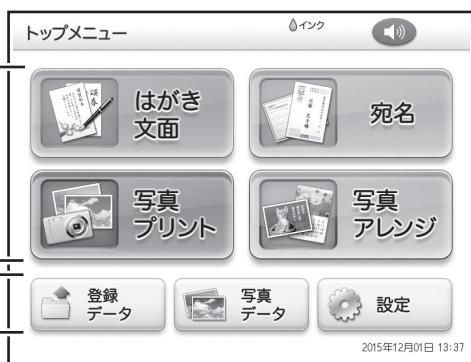 トップメニュー
インク
はがき
文面
宛名
写真
プリント
写真
アレンジ
登録
データ
写真
データ
設定
2015年12月01日 13:37